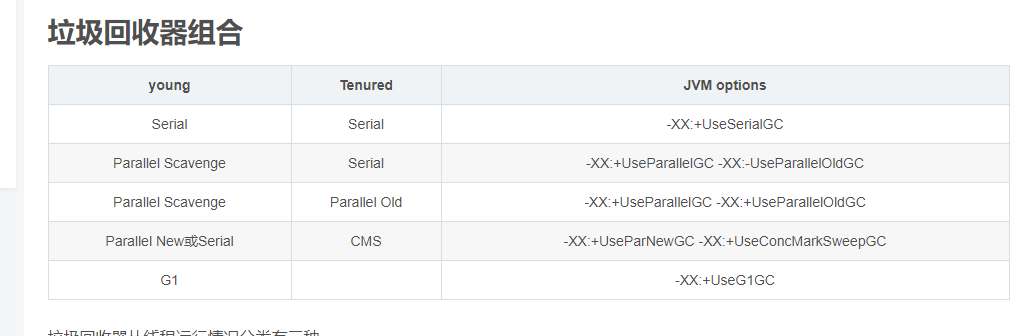 垃圾回收器组合
young Tenured JVM options
Serial Serial -XX:+UseSerialGC
Parallel Scavenge Serial -XX:+UseParallelGC -XX:-UseParallelOldGC
Parallel Scavenge Parallel Old -XX:+UseParallelGC -XX:+UseParallelOldGC
Parallel New或Serial CMS -XX:+UseParNewGC -XX:+UseConcMarkSweepGC
G1 -XX:+UseG1GC
垃圾回收器从线程运行情况分类有三种